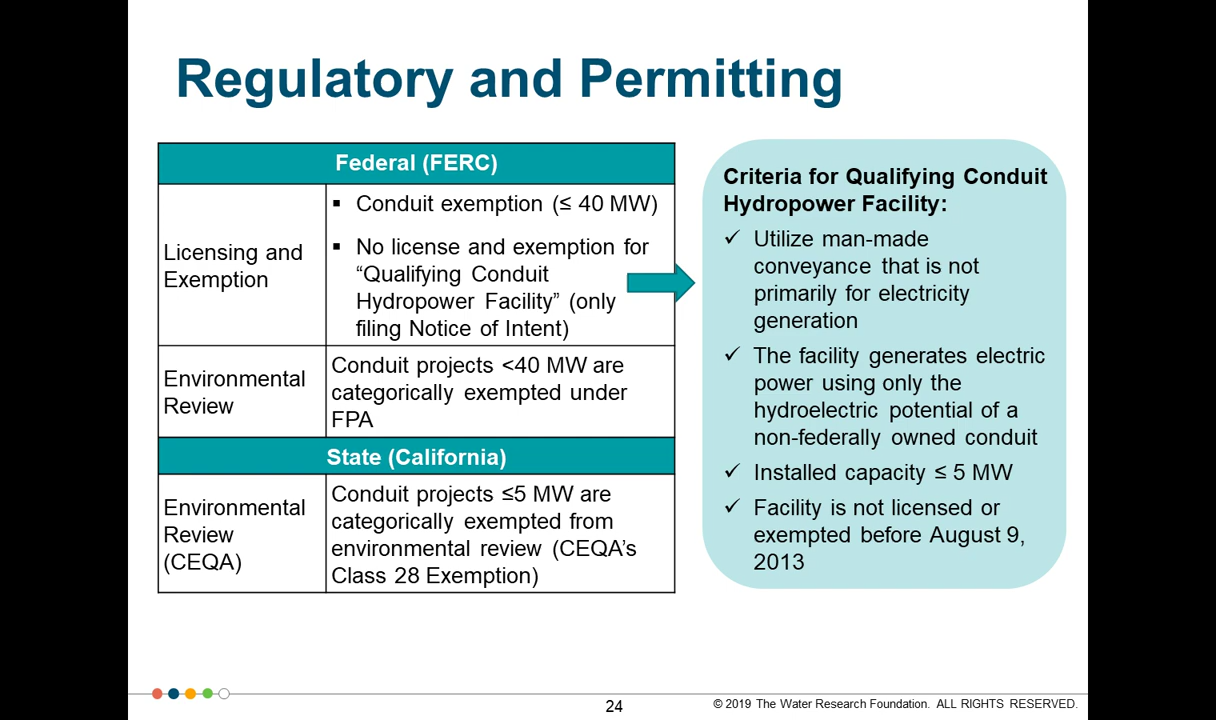 Regulatory and Permitting
Federal (FERC)
Licensing and
Exemption
▪ Conduit exemption (≤ 40 MW)
▪ No license and exemption for
“Qualifying Conduit
Hydropower Facility” (only
filing Notice of Intent)
Environmental
Review
Conduit projects <40 MW are
categorically exempted under
FPA
State (California)
Environmental
Review
(CEQA)
Conduit projects ≤5 MW are
categorically exempted from
environmental review (CEQA’s
Class 28 Exemption)
Criteria for Qualifying Conduit
Hydropower Facility:
✓ Utilize man-made
conveyance that is not
primarily for electricity
generation
✓ The facility generates electric
power using only the
hydroelectric potential of a
non-federally owned conduit
✓ Installed capacity ≤ 5 MW
✓ Facility is not licensed or
exempted before August 9,
2013
24
© 2019 The Water Research Foundation. ALL RIGHTS RESERVED.